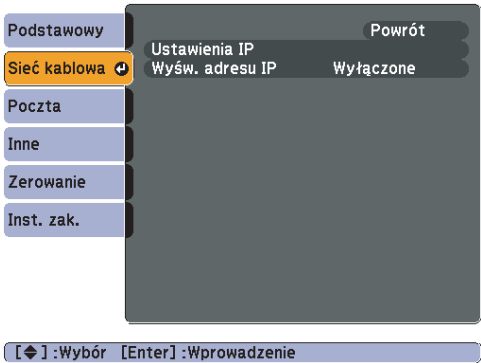 Podstawowy
Sieć kablowa
Poczta
Inne
Zerowanie
Inst. zak.
Powrót
Ustawienia IP
Wyśw. adresu IP Wyłączone
[◆] :Wybór [Enter] :Wprowadzenie